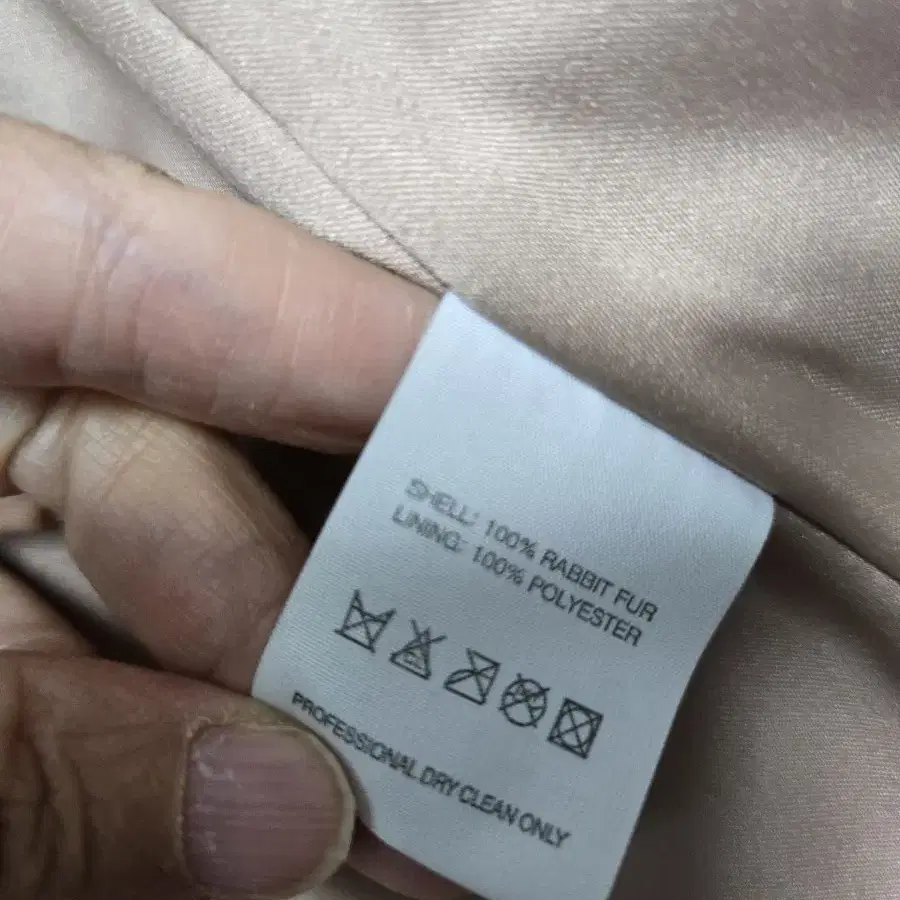 SHELL: 100% RABBIT FUR
LINING: 100% POLYESTER
PROFESSIONAL DRY CLEAN ONLY